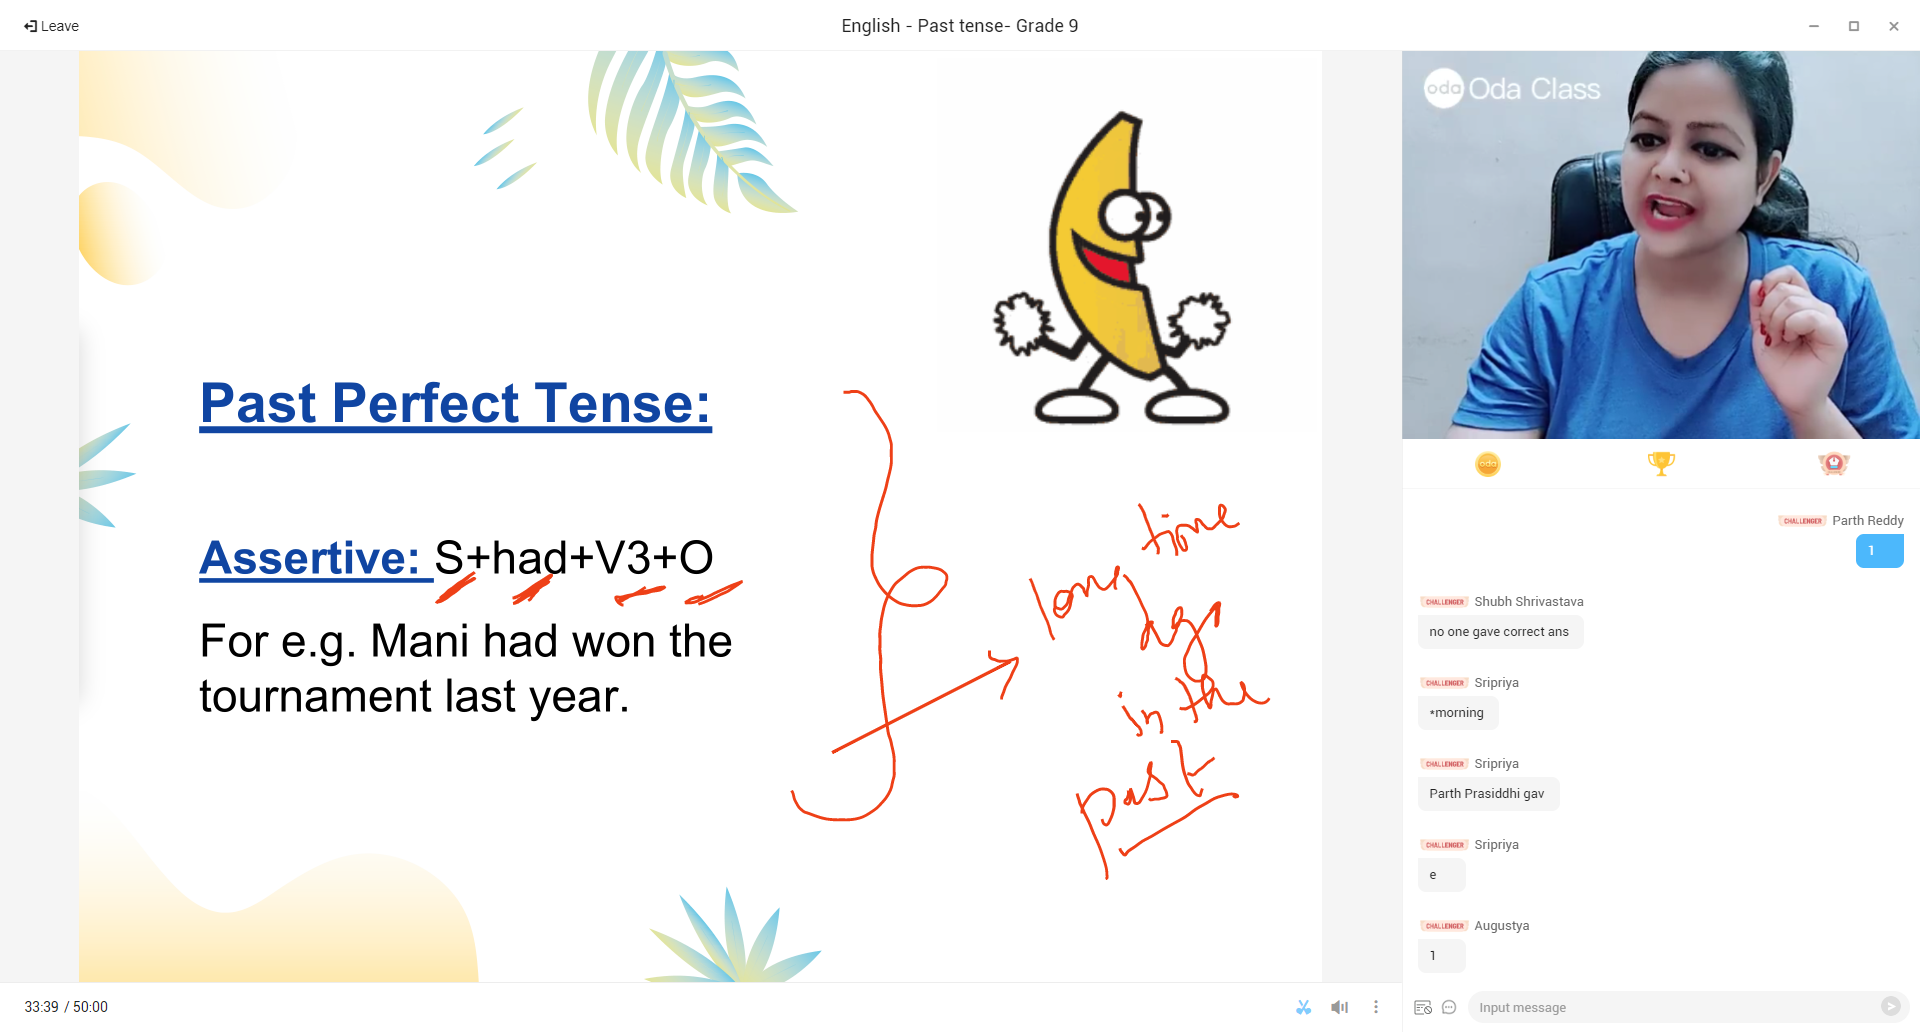 Leave
English - Past tense- Grade 9
oda Oda Class
Past Perfect Tense:
Assertive: S+had+V3+O
For e.g. Mani had won the
tournament last year.
long time
ago
in the
past
oda
CHALLENGER Parth Reddy
1
CHALLENGER Shubh Shrivastava
no one gave correct ans
CHALLENGER Sripriya
*morning
CHALLENGER Sripriya
Parth Prasiddhi gav
CHALLENGER Sripriya
e
CHALLENGER Augustya
1
33:39 / 50:00
Input message